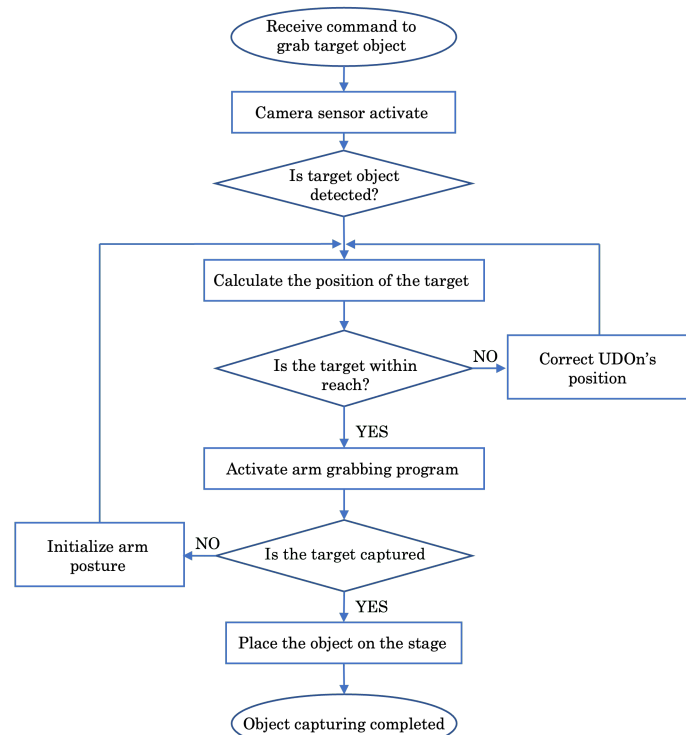 Receive command to
grab target object
Camera sensor activate
Is target object
detected?
Calculate the position of the target
Is the target within
reach?
NO
Correct UDOn's
position
YES
Activate arm grabbing program
Is the target captured
NO
Initialize arm
posture
YES
Place the object on the stage
Object capturing completed